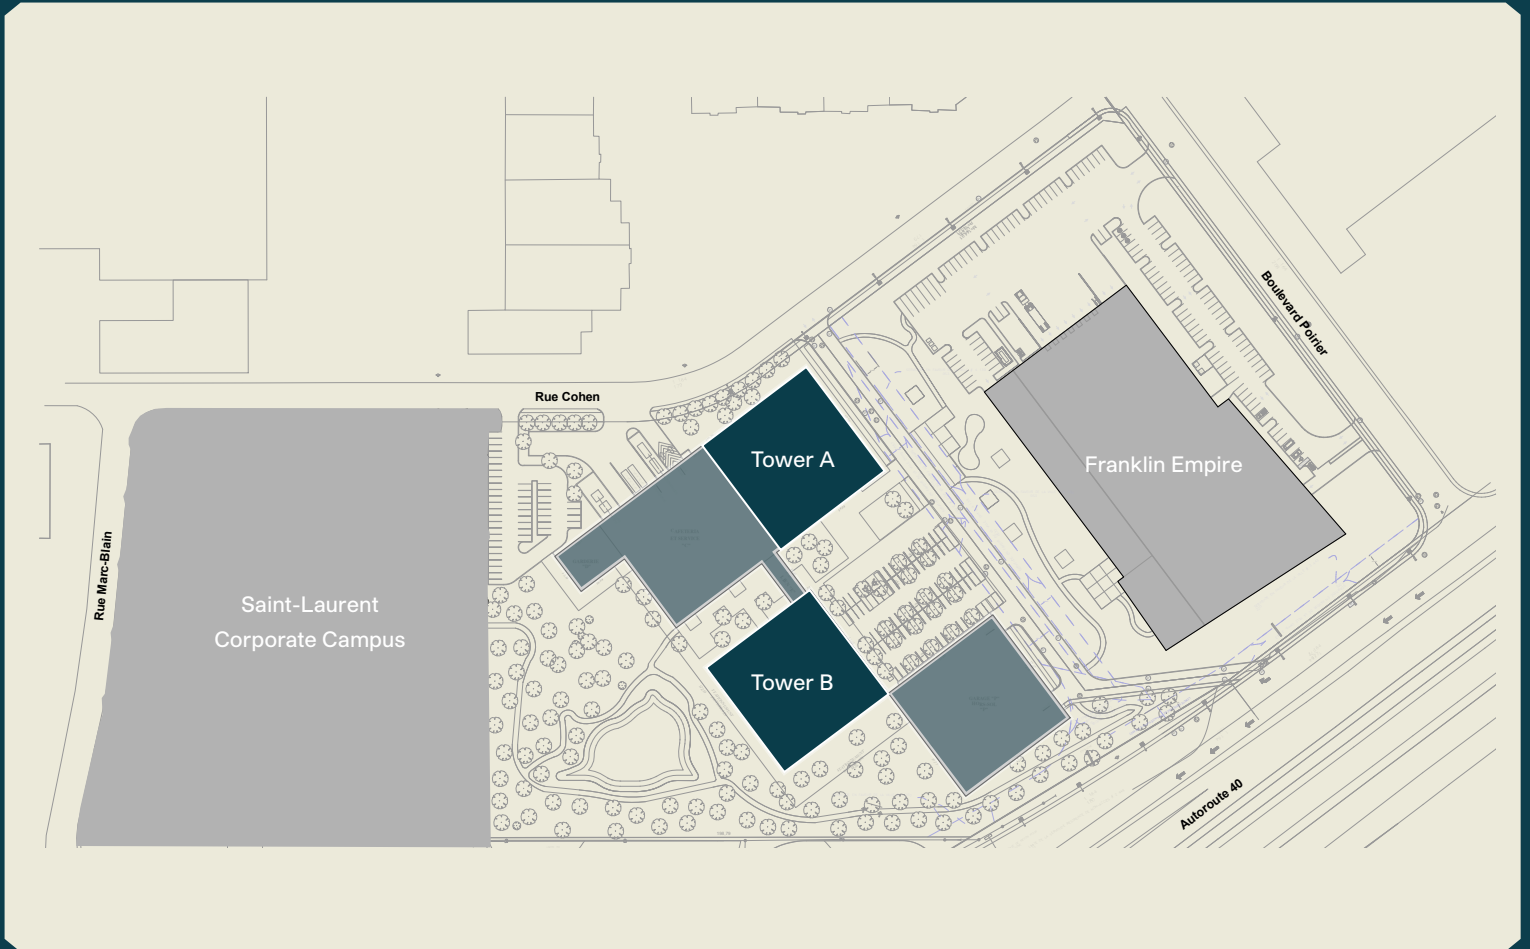 Rue Cohen
Boulevard Poirier
Tower A
Franklin Empire
Rue Marc-Blain
Saint-Laurent
Corporate Campus
Tower B
Autoroute 40